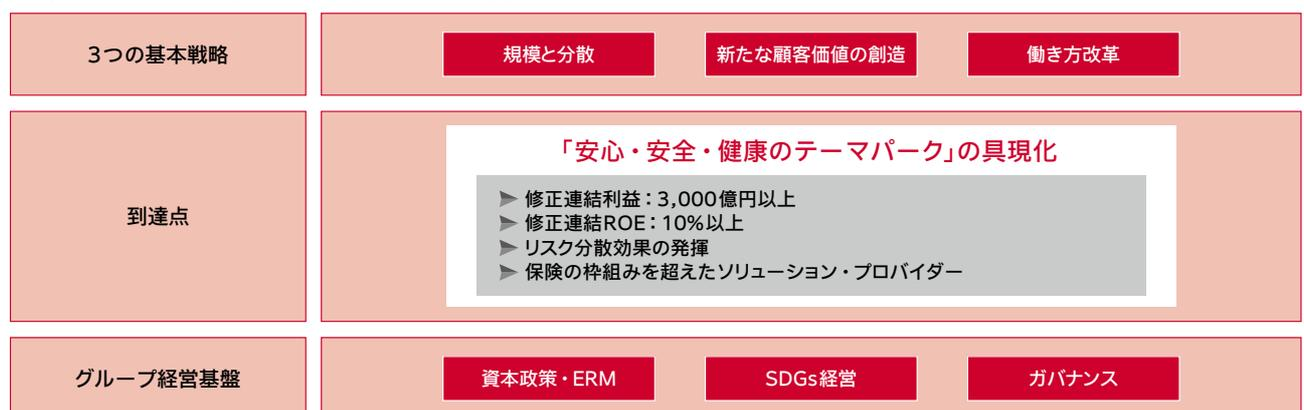 3つの基本戦略
規模と分散
新たな顧客価値の創造
働き方改革
到達点
「安心・安全・健康のテーマパーク」の具現化
➤ 修正連結利益：3,000億円以上
➤ 修正連結ROE：10%以上
➤ リスク分散効果の発揮
➤ 保険の枠組みを超えたソリューション・プロバイダー
グループ経営基盤
資本政策・ERM
SDGs経営
ガバナンス